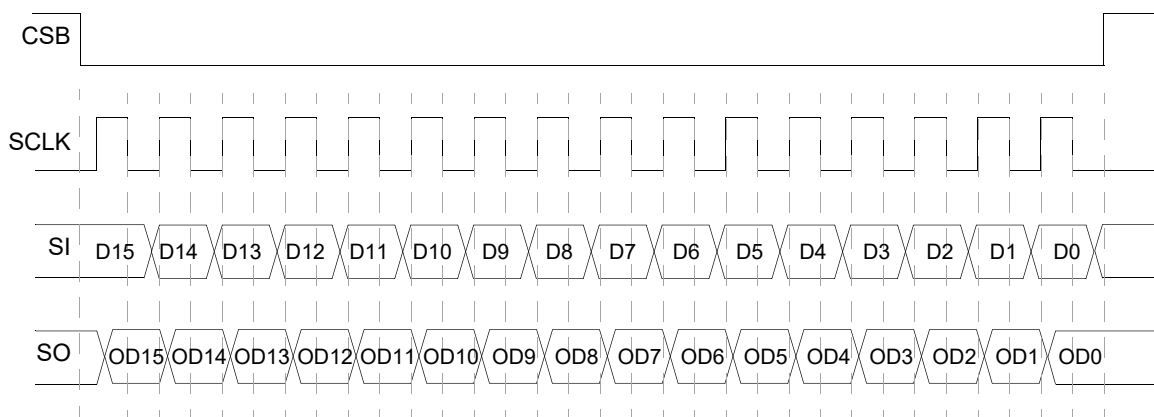 CSB
SCLK
SI D15 D14 D13 D12 D11 D10 D9 D8 D7 D6 D5 D4 D3 D2 D1 D0
SO OD15 OD14 OD13 OD12 OD11 OD10 OD9 OD8 OD7 OD6 OD5 OD4 OD3 OD2 OD1 OD0